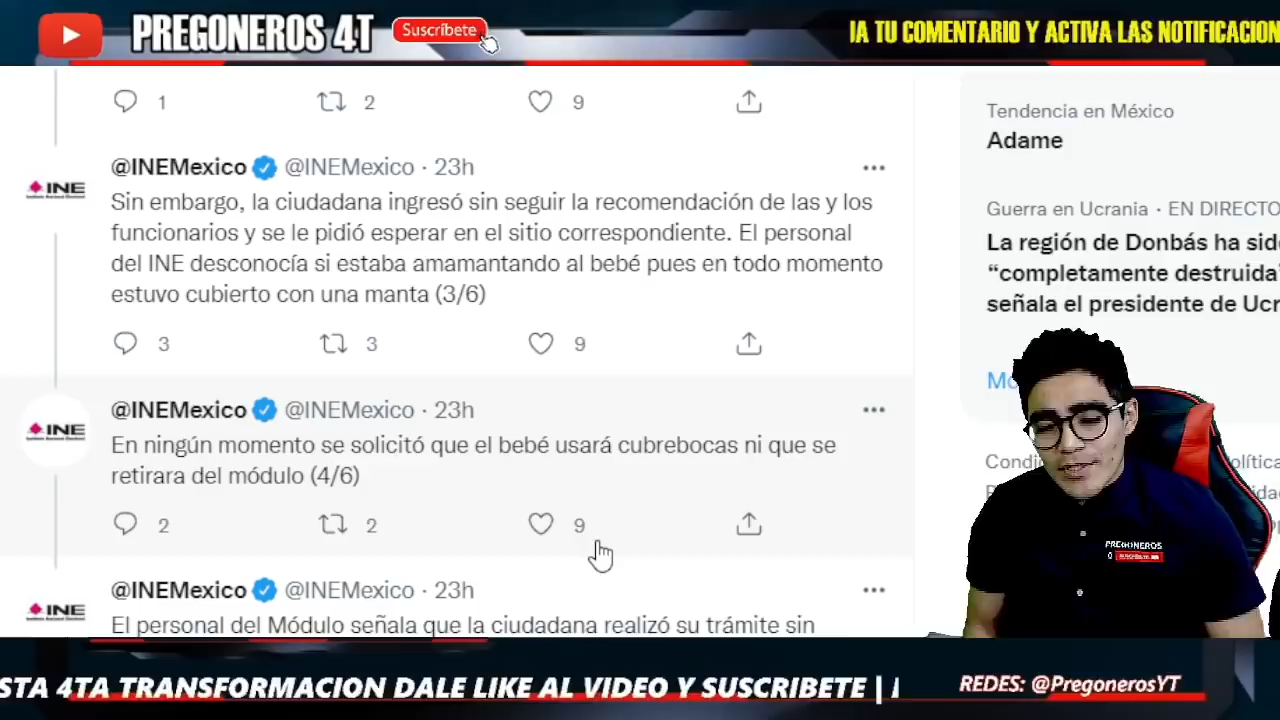 PREGONEROS 4T
Suscríbete
IA TU COMENTARIO Y ACTIVA LAS NOTIFICACION
1 2 9
@INEMexico @INEMexico · 23h
INE
Sin embargo, la ciudadana ingresó sin seguir la recomendación de las y los
funcionarios y se le pidió esperar en el sitio correspondiente. El personal
del INE desconocía si estaba amamantando al bebé pues en todo momento
estuvo cubierto con una manta (3/6)
3 3 9
@INEMexico @INEMexico · 23h
INE
En ningún momento se solicitó que el bebé usará cubrebocas ni que se
retirara del módulo (4/6)
2 2 9
@INEMexico @INEMexico · 23h
INE
El personal del Módulo señala que la ciudadana realizó su trámite sin
Tendencia en México
Adame
Guerra en Ucrania · EN DIRECTO
La región de Donbás ha sid
“completamente destruida”
señala el presidente de Ucr
Mo
Condi olítica
PREGONEROS
STA 4TA TRANSFORMACION DALE LIKE AL VIDEO Y SUSCRIBETE |
REDES: @PregonerosYT